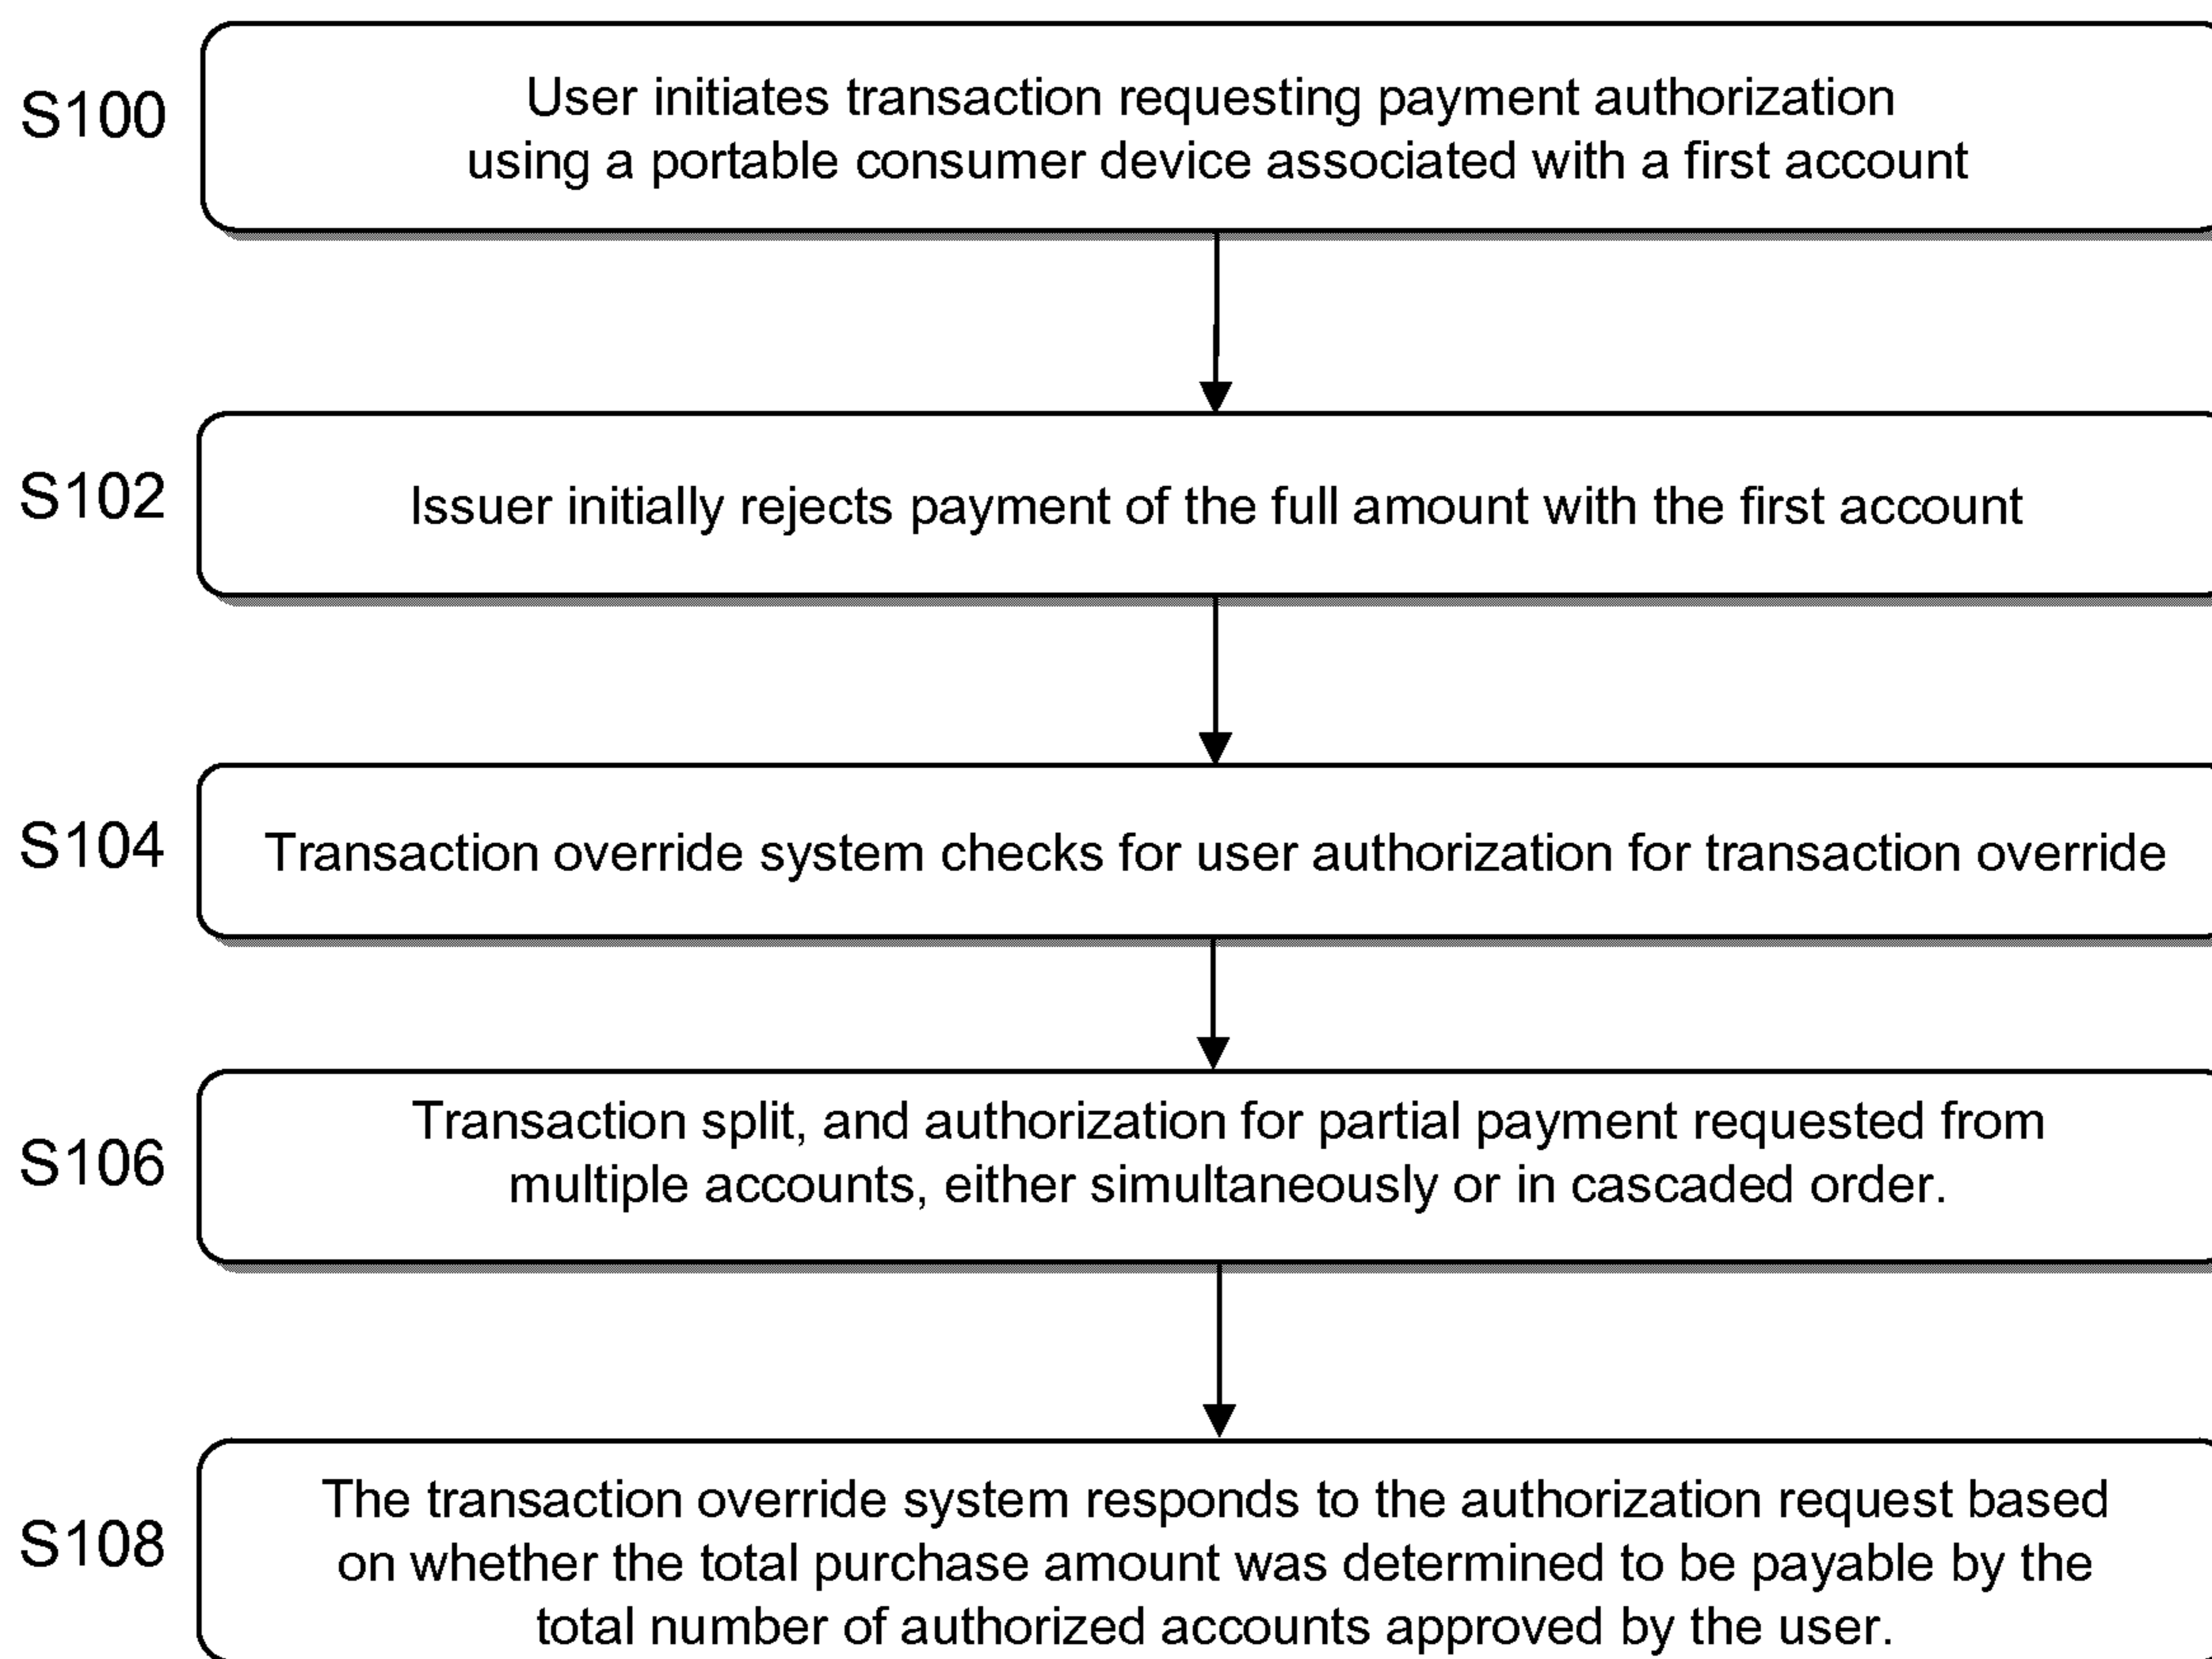 S100
User initiates transaction requesting payment authorization
using a portable consumer device associated with a first account
S102
Issuer initially rejects payment of the full amount with the first account
S104
Transaction override system checks for user authorization for transaction override
S106
Transaction split, and authorization for partial payment requested from
multiple accounts, either simultaneously or in cascaded order.
S108
The transaction override system responds to the authorization request based
on whether the total purchase amount was determined to be payable by the
total number of authorized accounts approved by the user.